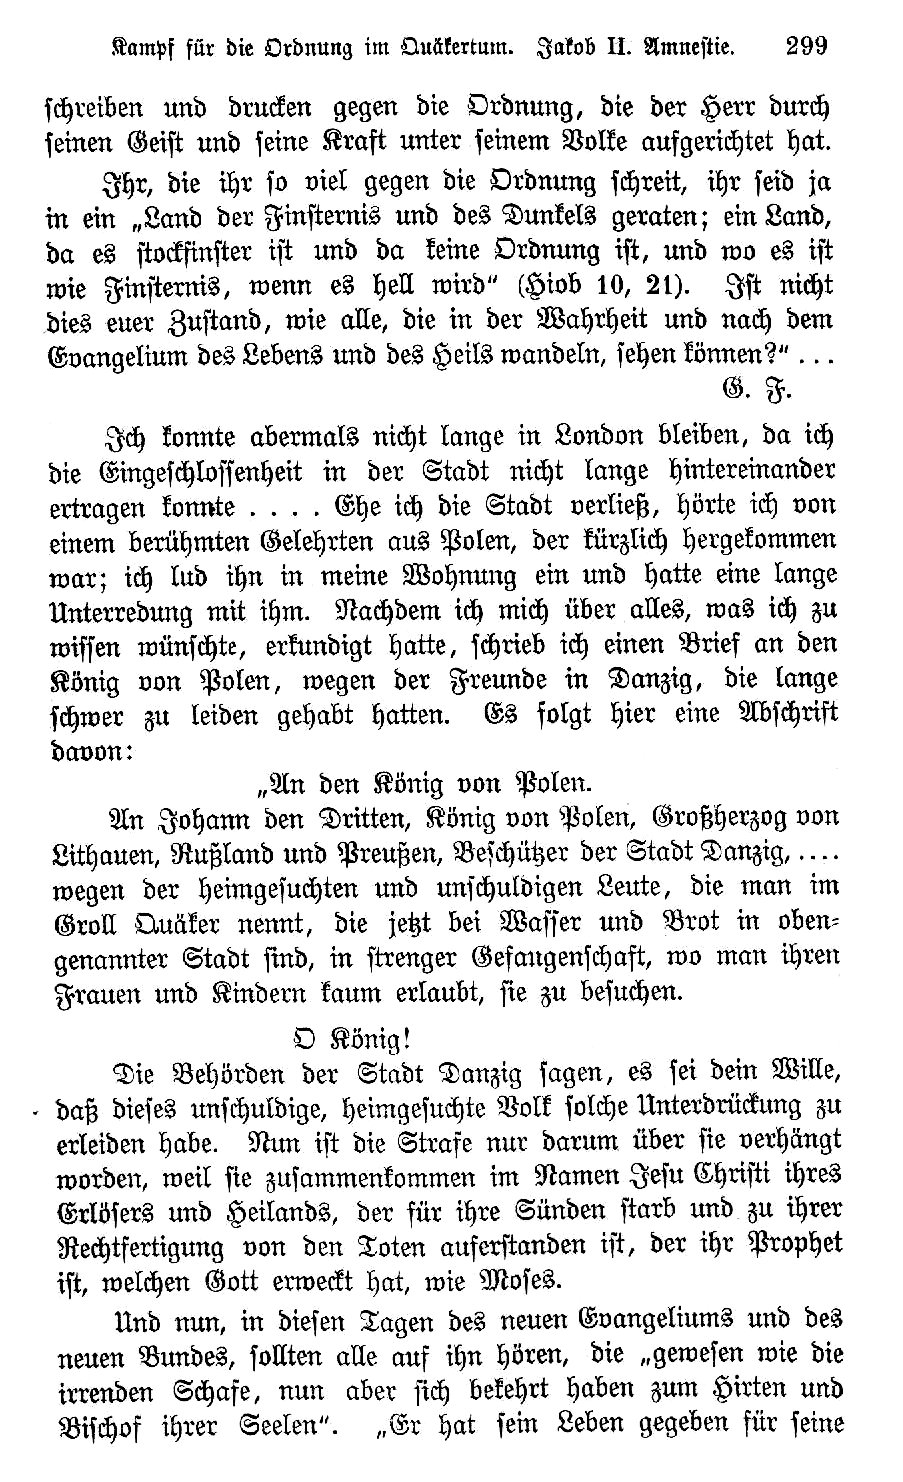 Kampf für die Ordnung im Quäkertum. Jakob II. Amnestie. 299
schreiben und drucken gegen die Ordnung, die der Herr durch
seinen Geist und seine Kraft unter seinem Volke aufgerichtet hat.
Ihr, die ihr so viel gegen die Ordnung schreit, ihr seid ja
in ein „Land der Finsternis und des Dunkels geraten; ein Land,
da es stockfinster ist und da keine Ordnung ist, und wo es ist
wie Finsternis, wenn es hell wird“ (Hiob 10, 21). Ist nicht
dies euer Zustand, wie alle, die in der Wahrheit und nach dem
Evangelium des Lebens und des Heils wandeln, sehen können?“ . . .
G. F.
Ich konnte abermals nicht lange in London bleiben, da ich
die Eingeschlossenheit in der Stadt nicht lange hintereinander
ertragen konnte . . . . Ehe ich die Stadt verließ, hörte ich von
einem berühmten Gelehrten aus Polen, der kürzlich hergekommen
war; ich lud ihn in meine Wohnung ein und hatte eine lange
Unterredung mit ihm. Nachdem ich mich über alles, was ich zu
wissen wünschte, erkundigt hatte, schrieb ich einen Brief an den
König von Polen, wegen der Freunde in Danzig, die lange
schwer zu leiden gehabt hatten. Es folgt hier eine Abschrift
davon:
„An den König von Polen.
An Johann den Dritten, König von Polen, Großherzog von
Lithauen, Rußland und Preußen, Beschützer der Stadt Danzig, . . . .
wegen der heimgesuchten und unschuldigen Leute, die man im
Groll Quäker nennt, die jetzt bei Wasser und Brot in oben-
genannter Stadt sind, in strenger Gefangenschaft, wo man ihren
Frauen und Kindern kaum erlaubt, sie zu besuchen.
O König!
Die Behörden der Stadt Danzig sagen, es sei dein Wille,
daß dieses unschuldige, heimgesuchte Volk solche Unterdrückung zu
erleiden habe. Nun ist die Strafe nur darum über sie verhängt
worden, weil sie zusammenkommen im Namen Jesu Christi ihres
Erlösers und Heilands, der für ihre Sünden starb und zu ihrer
Rechtfertigung von den Toten auferstanden ist, der ihr Prophet
ist, welchen Gott erweckt hat, wie Moses.
Und nun, in diesen Tagen des neuen Evangeliums und des
neuen Bundes, sollten alle auf ihn hören, die „gewesen wie die
irrenden Schafe, nun aber sich bekehrt haben zum Hirten und
Bischof ihrer Seelen“. „Er hat sein Leben gegeben für seine